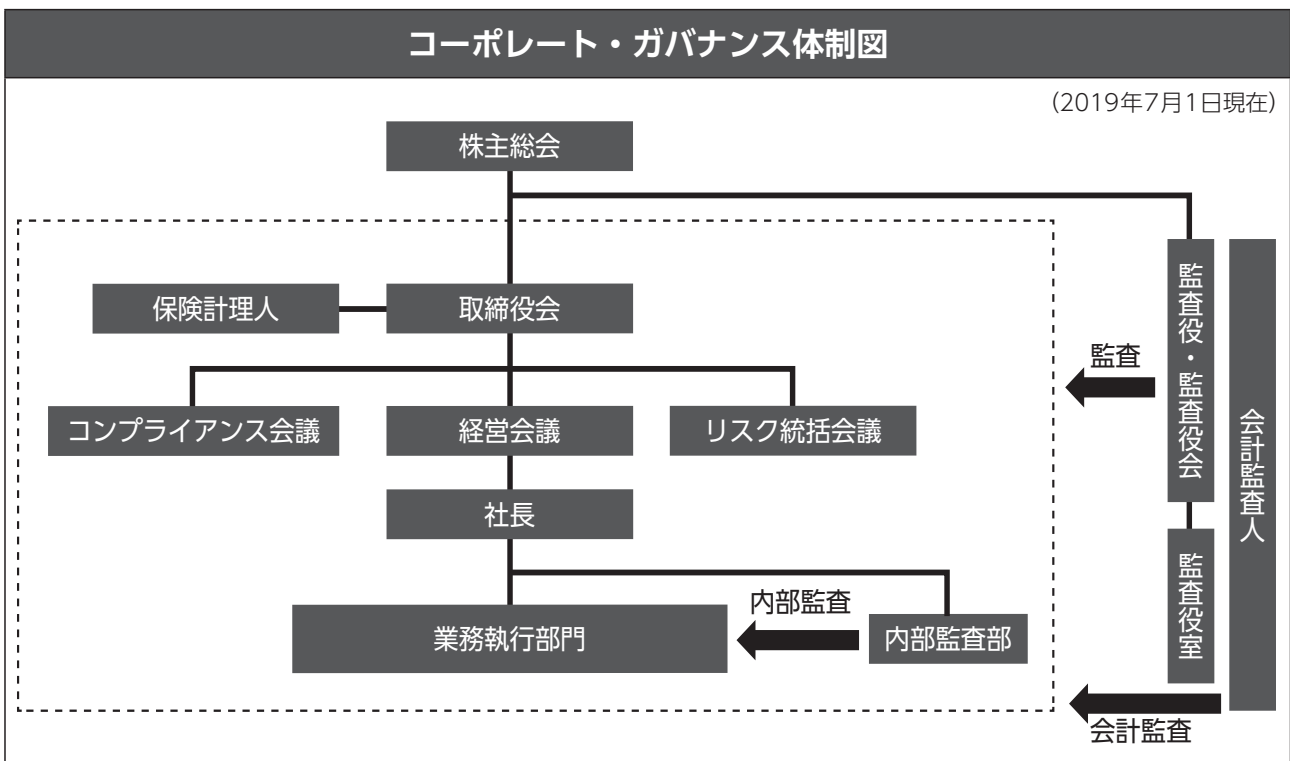 コーポレート・ガバナンス体制図
(2019年7月1日現在)
株主総会
保険計理人
取締役会
監査役・監査役会
会計監査人
監査
コンプライアンス会議
経営会議
リスク統括会議
社長
監査役室
内部監査
業務執行部門
内部監査部
会計監査